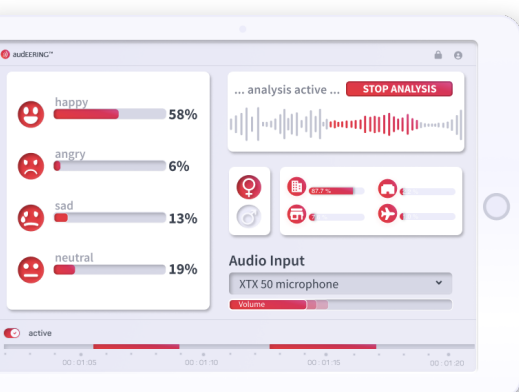 audEERING™
happy
58%
angry
6%
sad
13%
neutral
19%
... analysis active ...
STOP ANALYSIS
67.7 %
Audio Input
XTX 50 microphone
Volume
active
00:01:05
00:01:10
00:01:15
00:01:20